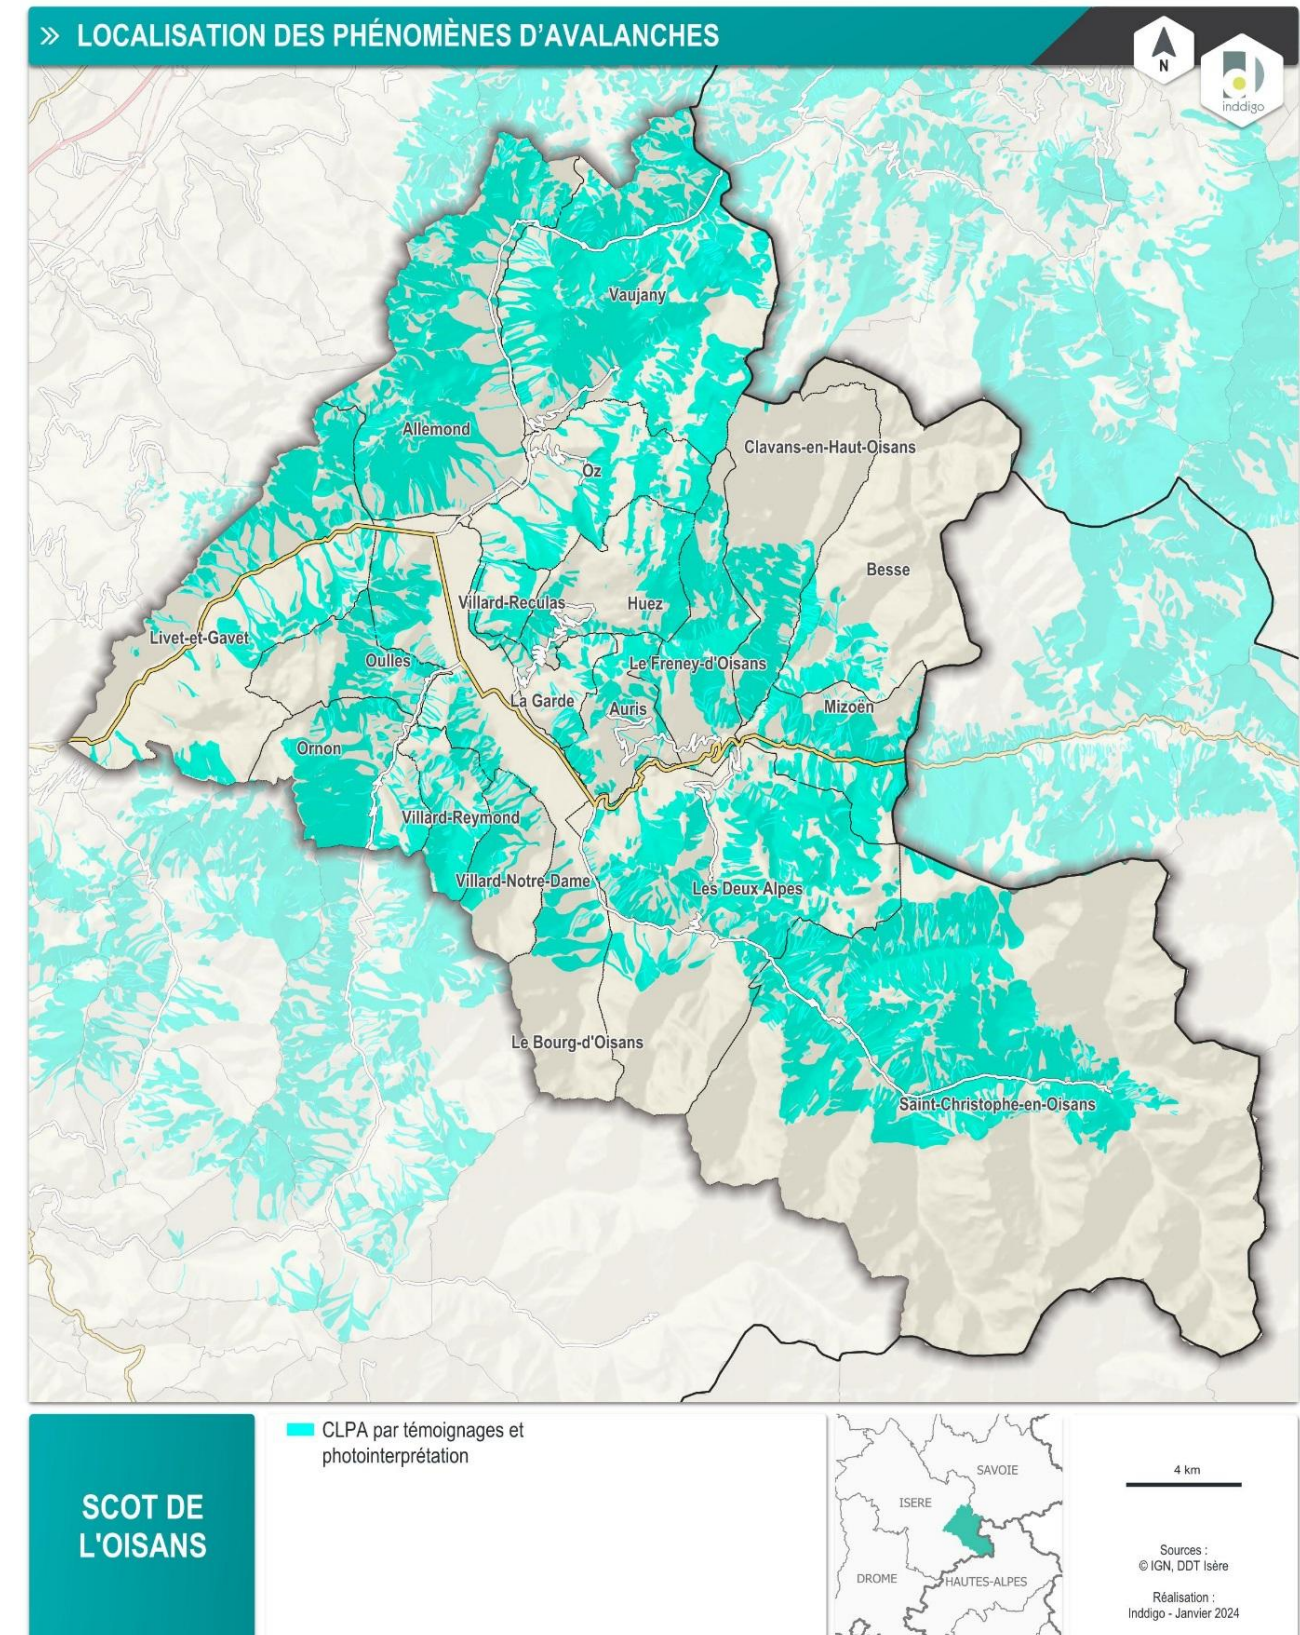 » LOCALISATION DES PHÉNOMÈNES D'AVALANCHES
N
inddigo
Vaujany
Allemond
Clavans-en-Haut-Oisans
Oz
Besse
Villard-Reculas
Huez
Livet-et-Gavet
Oulles
Le Freney-d'Oisans
La Garde
Auris
Mizoën
Ornon
Villard-Reymond
Villard-Notre-Dame
Les Deux Alpes
Le Bourg-d'Oisans
Saint-Christophe-en-Oisans
SCOT DE
L'OISANS
CLPA par témoignages et
photointerprétation
SAVOIE
ISERE
DROME
HAUTES-ALPES
4 km
Sources :
© IGN, DDT Isère
Réalisation :
Inddigo - Janvier 2024